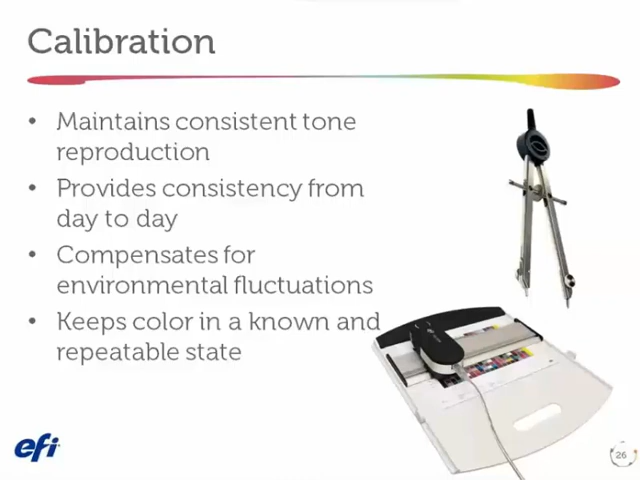 Calibration
• Maintains consistent tone
reproduction
• Provides consistency from
day to day
• Compensates for
environmental fluctuations
• Keeps color in a known and
repeatable state
efi
26